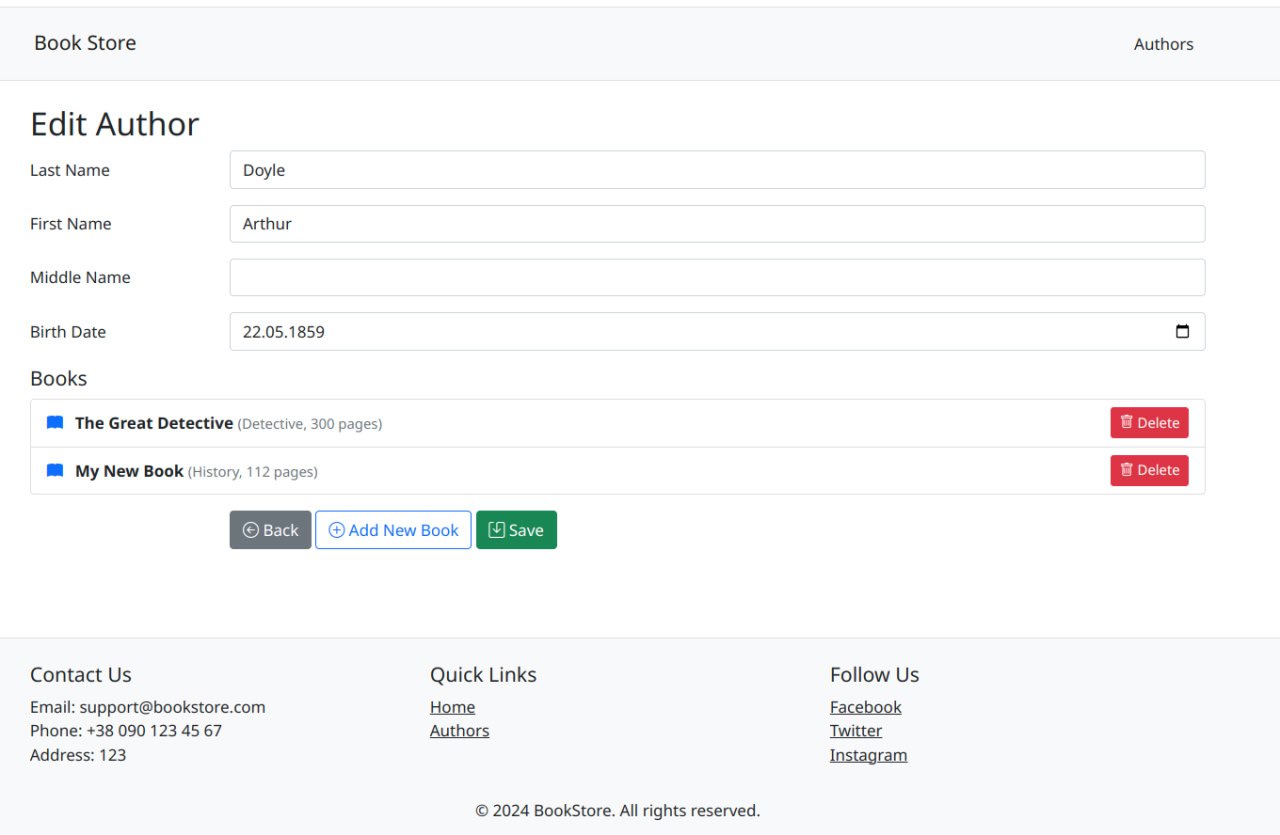 Book Store
Authors
Edit Author
Last Name Doyle
First Name Arthur
Middle Name
Birth Date 22.05.1859
Books
The Great Detective (Detective, 300 pages) Delete
My New Book (History, 112 pages) Delete
Back Add New Book Save
Contact Us
Email: support@bookstore.com
Phone: +38 090 123 45 67
Address: 123
Quick Links
Home
Authors
Follow Us
Facebook
Twitter
Instagram
© 2024 BookStore. All rights reserved.